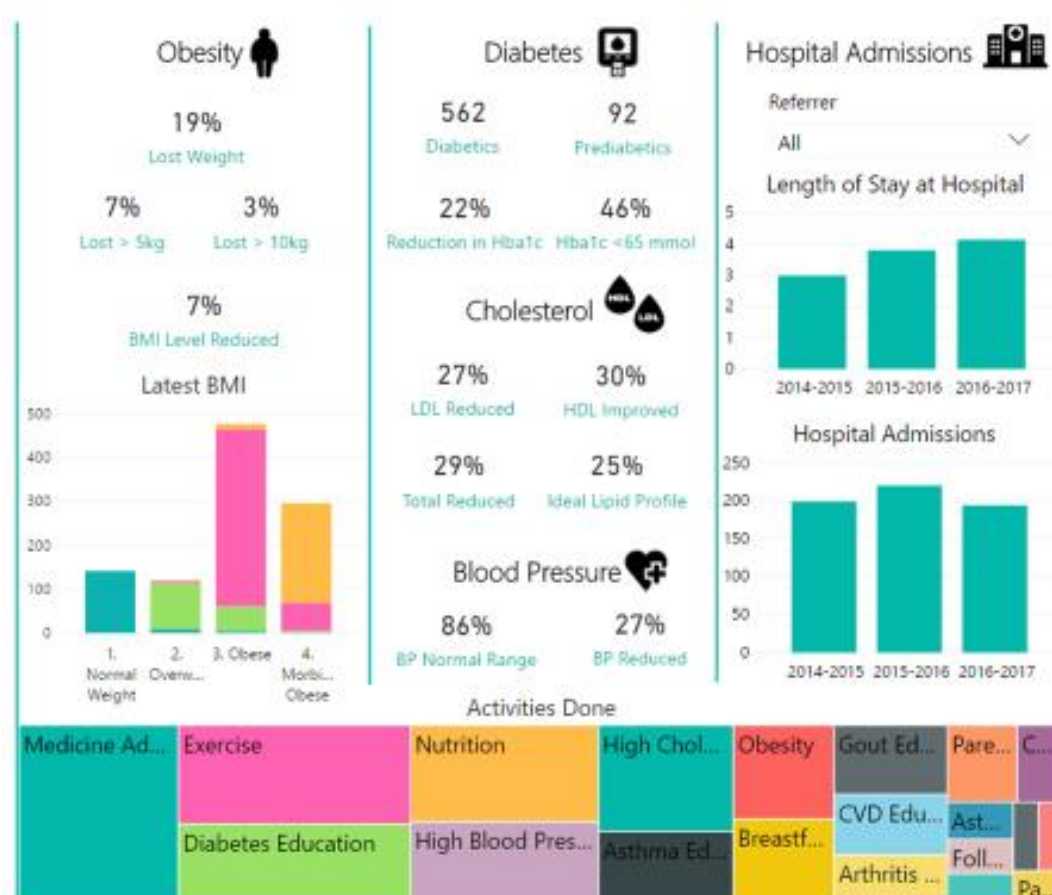 Obesity
19%
Lost Weight
7% 3%
Lost > 5kg Lost > 10kg
7%
BMI Level Reduced
Latest BMI
500
400
300
200
100
0
1. Normal Weight
2. Overw...
3. Obese
4. Morbi... Obese
Diabetes
562 92
Diabetics Prediabetics
22% 46%
Reduction in Hba1c Hba1c <65 mmol
Cholesterol
HDL
LDL
27% 30%
LDL Reduced HDL Improved
29% 25%
Total Reduced Ideal Lipid Profile
Blood Pressure
86% 27%
BP Normal Range BP Reduced
Hospital Admissions
Referrer
All
Length of Stay at Hospital
5
4
3
2
1
0
2014-2015 2015-2016 2016-2017
Hospital Admissions
250
200
150
100
50
0
2014-2015 2015-2016 2016-2017
Activities Done
Medicine Ad... Exercise Nutrition High Chol... Obesity Gout Ed... Pare... C...
Diabetes Education High Blood Pres... Asthma Ed... Breastf... CVD Edu... Ast...
Arthritis ... Foll...
Pa...